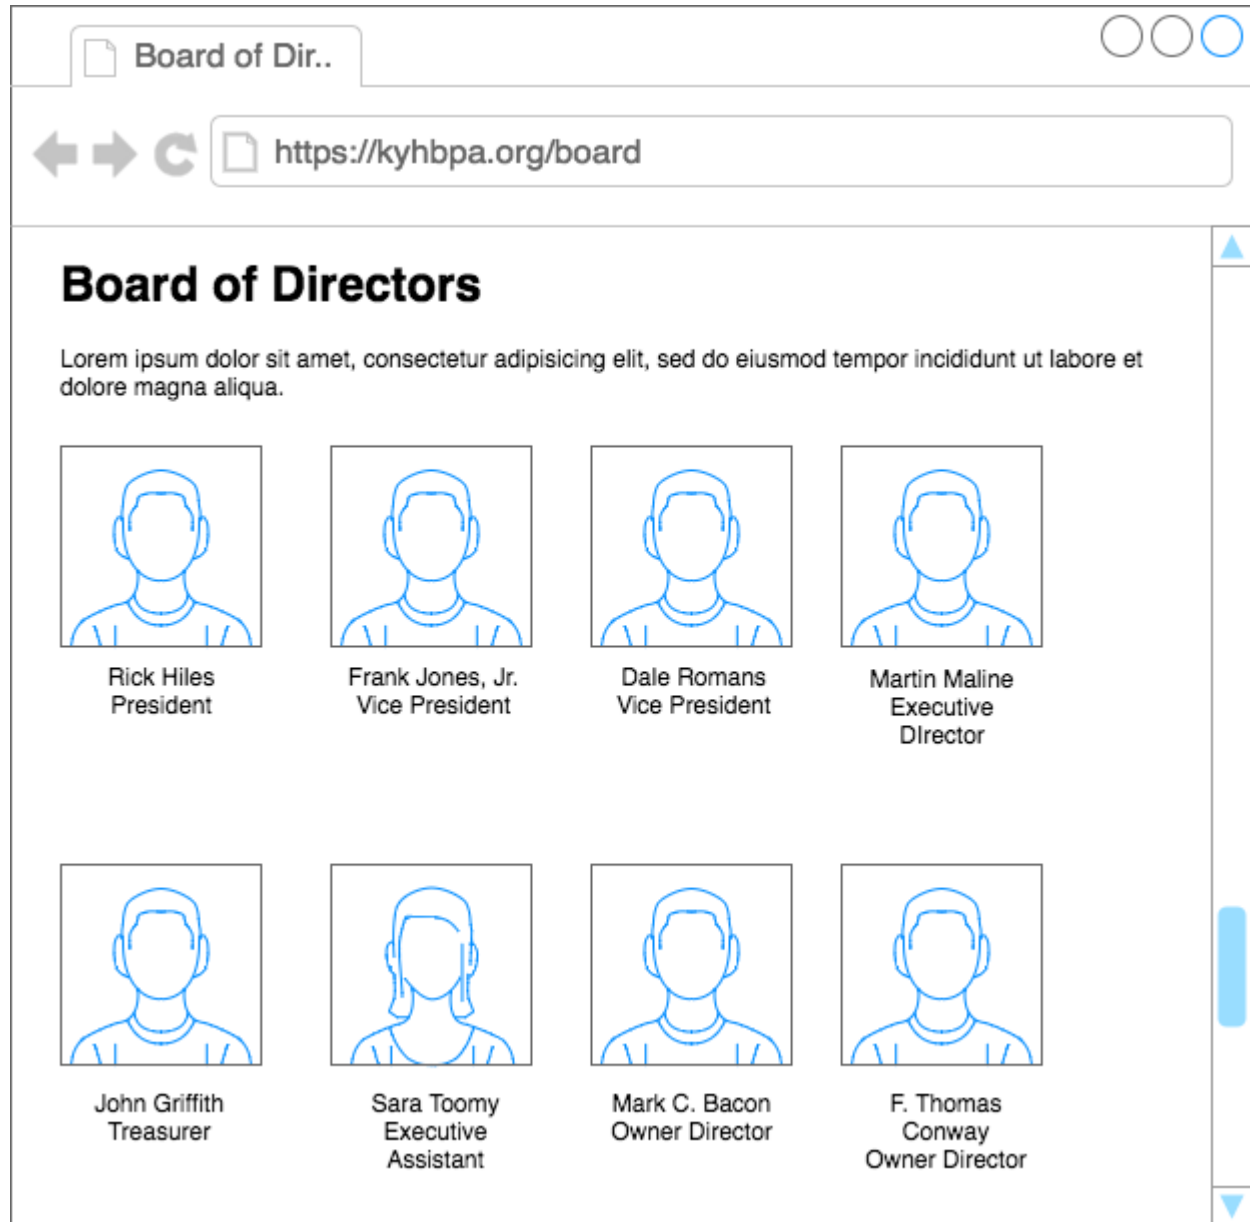 Board of Dir..
https://kyhbpa.org/board
Board of Directors
Lorem ipsum dolor sit amet, consectetur adipisicing elit, sed do eiusmod tempor incididunt ut labore et
dolore magna aliqua.
Rick Hiles
President
Frank Jones, Jr.
Vice President
Dale Romans
Vice President
Martin Maline
Executive
DIrector
John Griffith
Treasurer
Sara Toomy
Executive
Assistant
Mark C. Bacon
Owner Director
F. Thomas
Conway
Owner Director